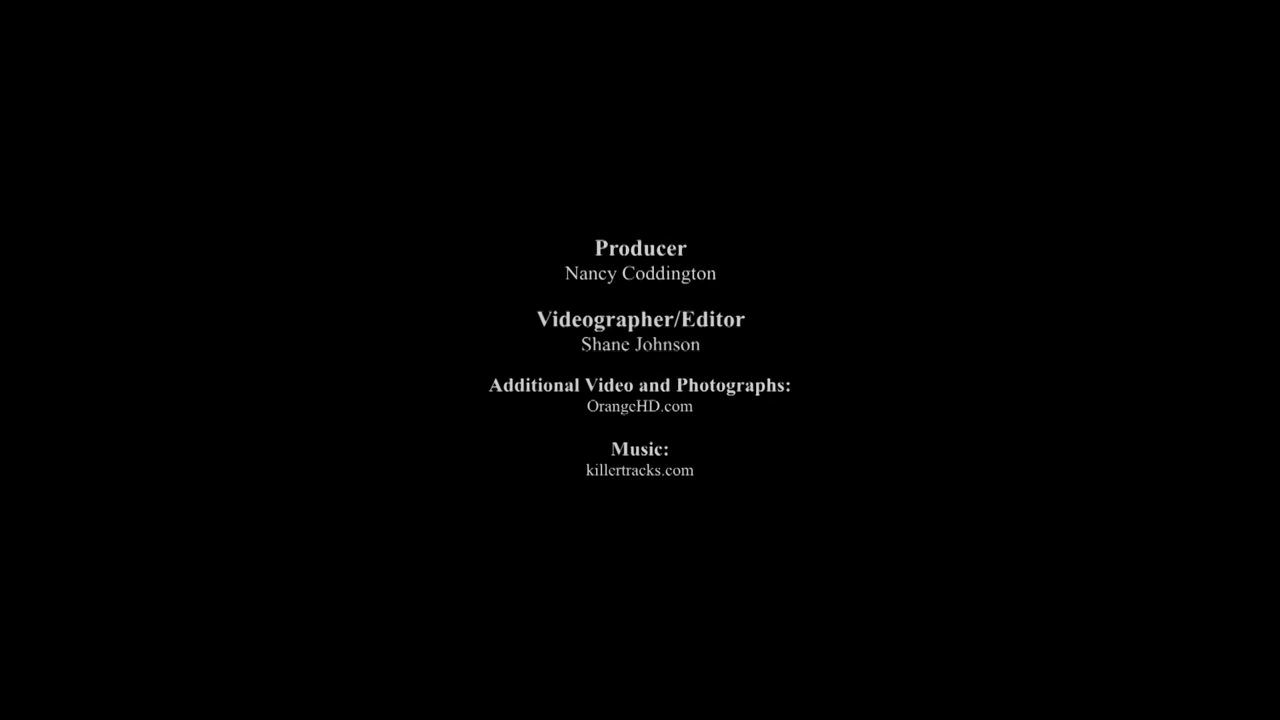 Producer
Nancy Coddington
Videographer/Editor
Shane Johnson
Additional Video and Photographs:
OrangeHD.com
Music:
killertracks.com